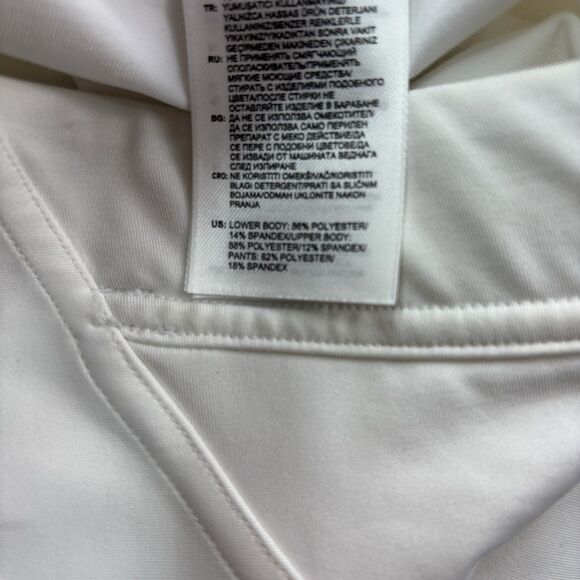 TR: YUMUŞATICI KULLANMAYINIZ/
YALNIZCA HASSAS ÜRÜN DETERJANI
KULLANINIZ/BENZER RENKLERLE
YIKAYINIZ/YIKADIKTAN SONRA VAKİT
GEÇİRMEDEN MAKİNEDEN ÇIKARINIZ
RU: НЕ ПРИМЕНЯТЬ СМЯГЧАЮЩИЙ
ОПОЛАСКИВАТЕЛЬ/ПРИМЕНЯТЬ
МЯГКИЕ МОЮЩИЕ СРЕДСТВА/
СТИРАТЬ С ИЗДЕЛИЯМИ ПОДОБНОГО
ЦВЕТА/ПОСЛЕ СТИРКИ НЕ
ОСТАВЛЯЙТЕ ИЗДЕЛИЕ В БАРАБАНЕ
BG: ДА НЕ СЕ ИЗПОЛЗВА ОМЕКОТИТЕЛ/
ДА СЕ ИЗПОЛЗВА САМО ПЕРИЛЕН
ПРЕПАРАТ С МЕКО ДЕЙСТВИЕ/ДА
СЕ ПЕРЕ С ПОДОБНИ ЦВЕТОВЕ/ДА
СЕ ИЗВАДИ ОТ МАШИНАТА ВЕДНАГА
СЛЕД ИЗПИРАНЕ
CRO: NE KORISTITI OMEKŠIVAČ/KORISTITI
BLAGI DETERGENT/PRATI SA SLIČNIM
BOJAMA/ODMAH UKLONITE NAKON
PRANJA
US: LOWER BODY: 86% POLYESTER/
14% SPANDEX/UPPER BODY:
88% POLYESTER/12% SPANDEX/
PANTS: 82% POLYESTER/
18% SPANDEX